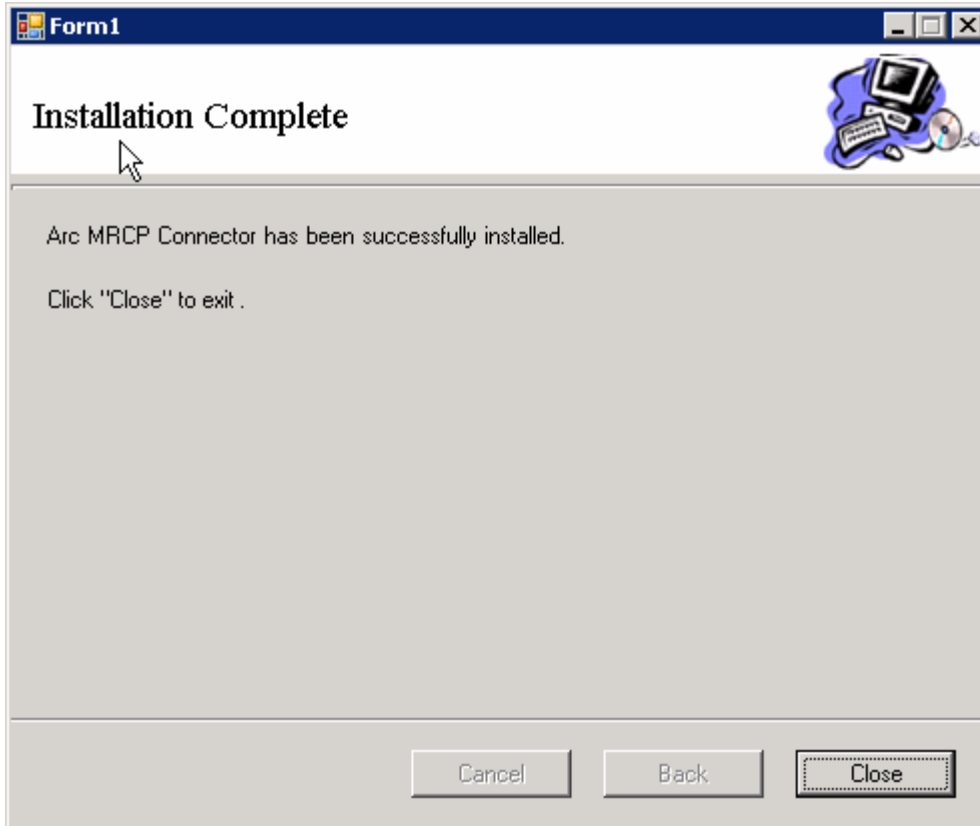 Form1
Installation Complete
Arc MRCP Connector has been successfully installed.
Click "Close" to exit .
Cancel
Back
Close